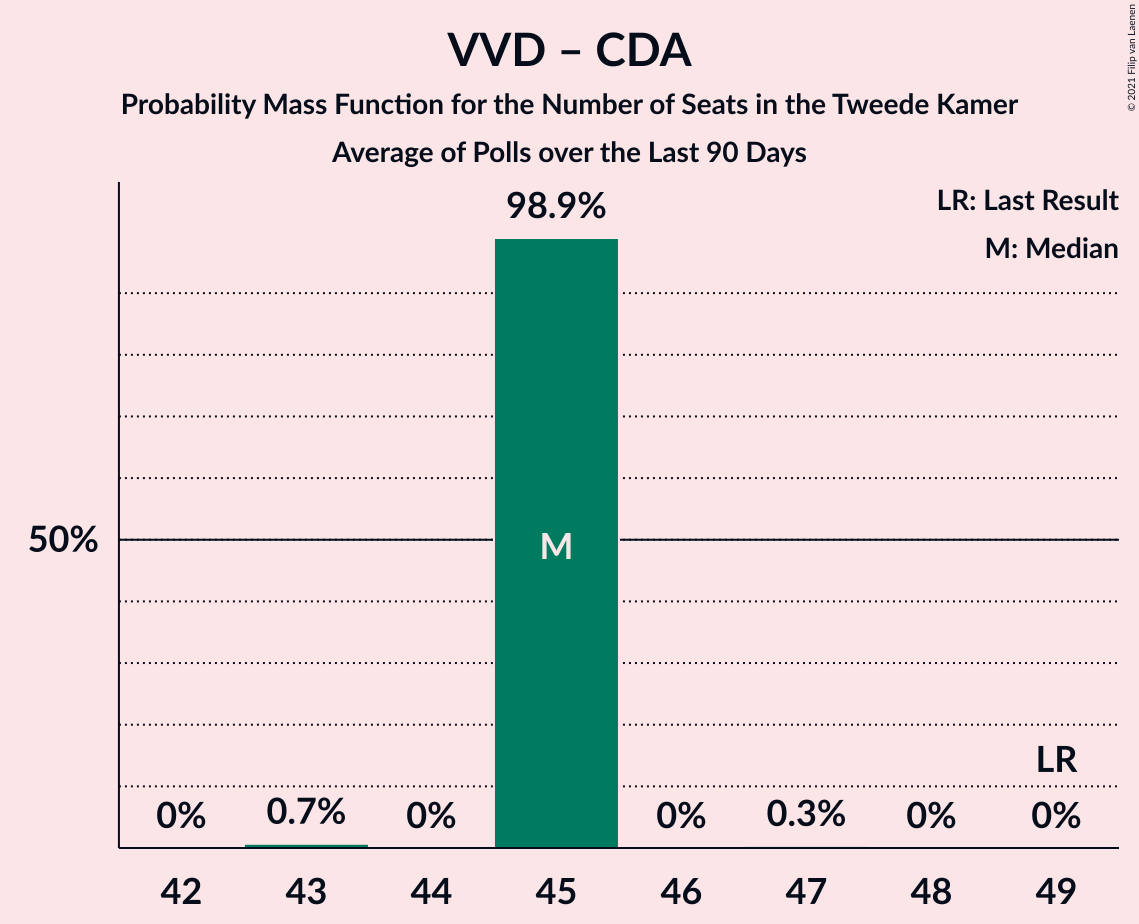 VVD – CDA
Probability Mass Function for the Number of Seats in the Tweede Kamer
Average of Polls over the Last 90 Days
© 2021 Filip van Laenen
LR: Last Result
M: Median
98.9%
50%
M
LR
0% 0.7% 0% 0% 0.3% 0% 0%
42 43 44 45 46 47 48 49